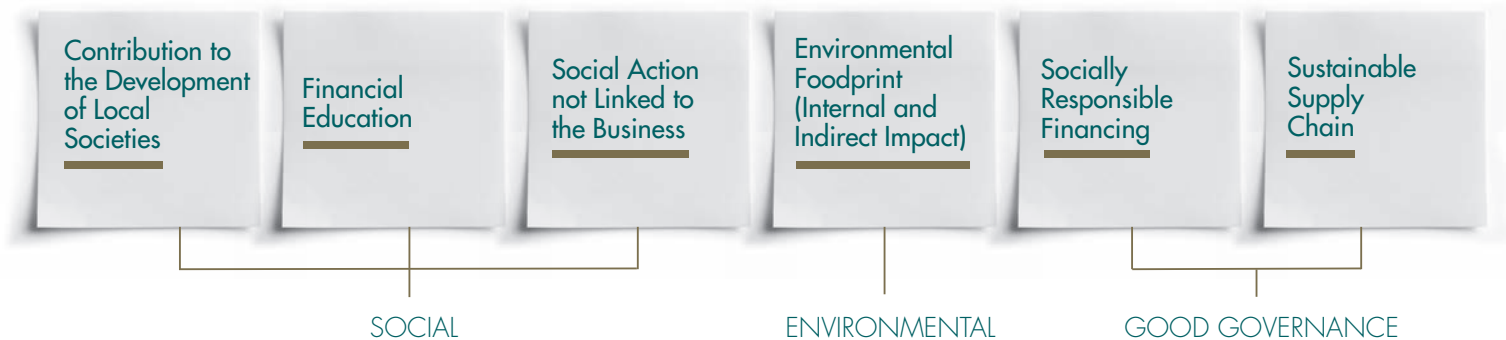 Contribution to
the Development
of Local
Societies
Financial
Education
Social Action
not Linked to
the Business
Environmental
Foodprint
(Internal and
Indirect Impact)
Socially
Responsible
Financing
Sustainable
Supply
Chain
SOCIAL
ENVIRONMENTAL
GOOD GOVERNANCE